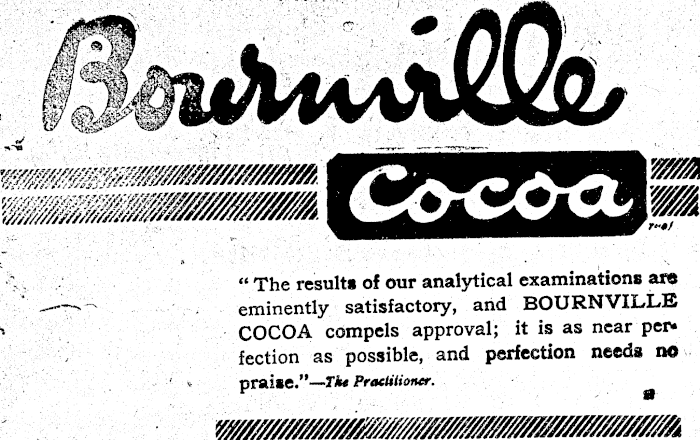 Bournville
Cocoa
"The results of our analytical examinations are
eminently satisfactory, and BOURNVILLE
COCOA compels approval; it is as near per-
fection as possible, and perfection needs no
praise."—The Practitioner.